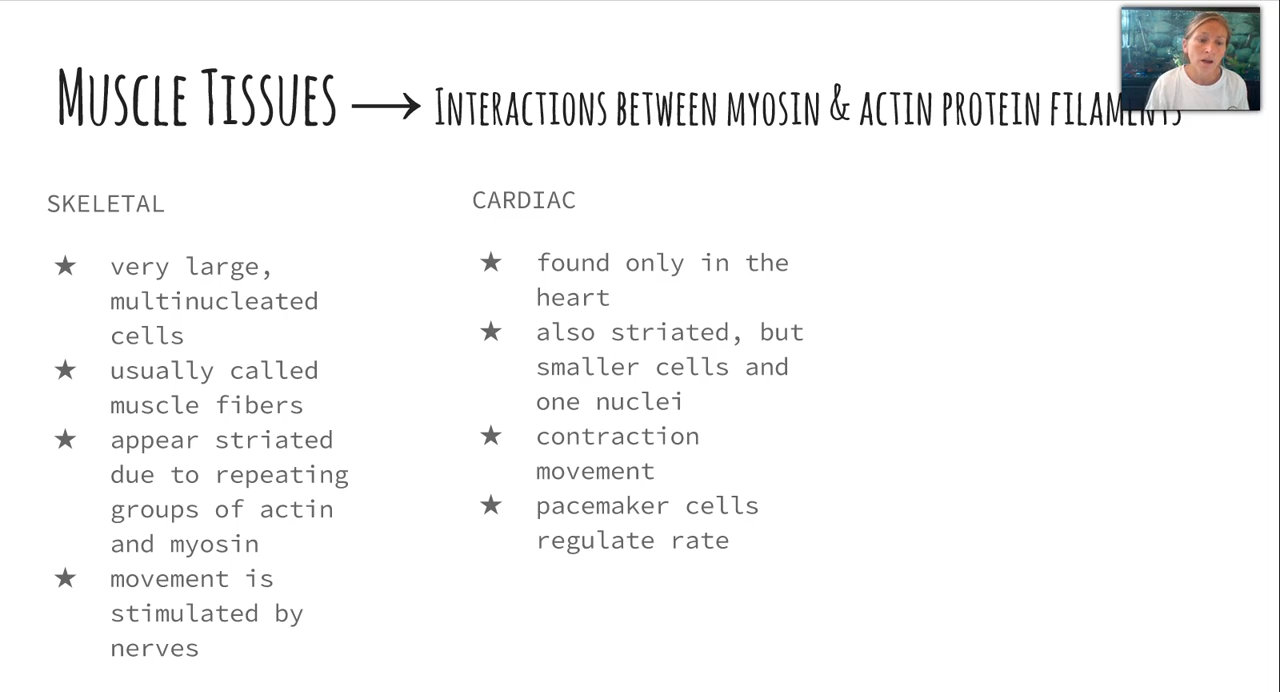 Muscle Tissues → Interactions between myosin & actin protein filaments
SKELETAL
★ very large,
multinucleated
cells
★ usually called
muscle fibers
★ appear striated
due to repeating
groups of actin
and myosin
★ movement is
stimulated by
nerves
CARDIAC
★ found only in the
heart
★ also striated, but
smaller cells and
one nuclei
★ contraction
movement
★ pacemaker cells
regulate rate